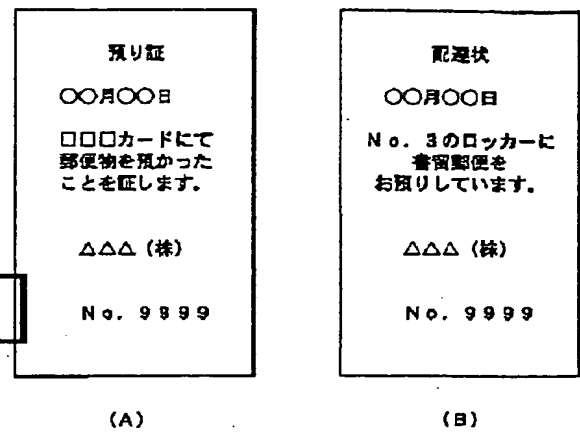 預り証
○○月○○日
□□□カードにて
郵便物を預かった
ことを証します。
△△△(株)
No. 9999
(A)
配達状
○○月○○日
No. 3のロッカーに
書留郵便を
お預りしています。
△△△(株)
No. 9999
(B)